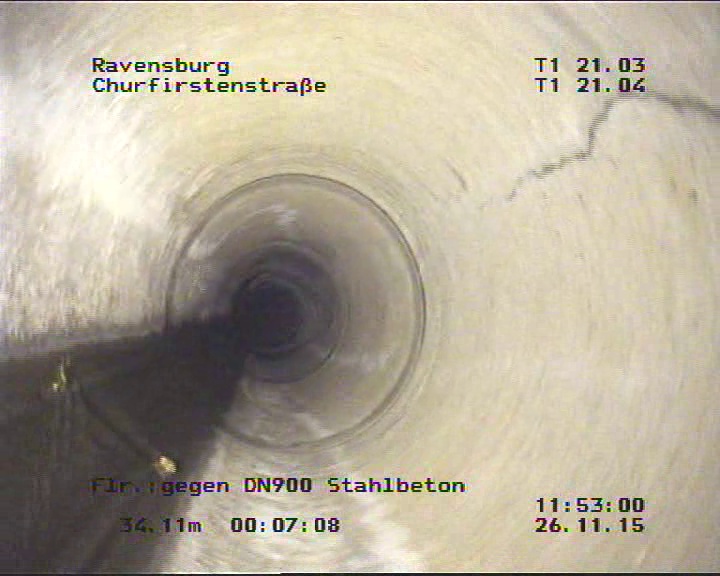 Ravensburg
Churfirstenstraße
T1 21.03
T1 21.04
Flr.:gegen DN900 Stahlbeton
34.11m 00:07:08
11:53:00
26.11.15